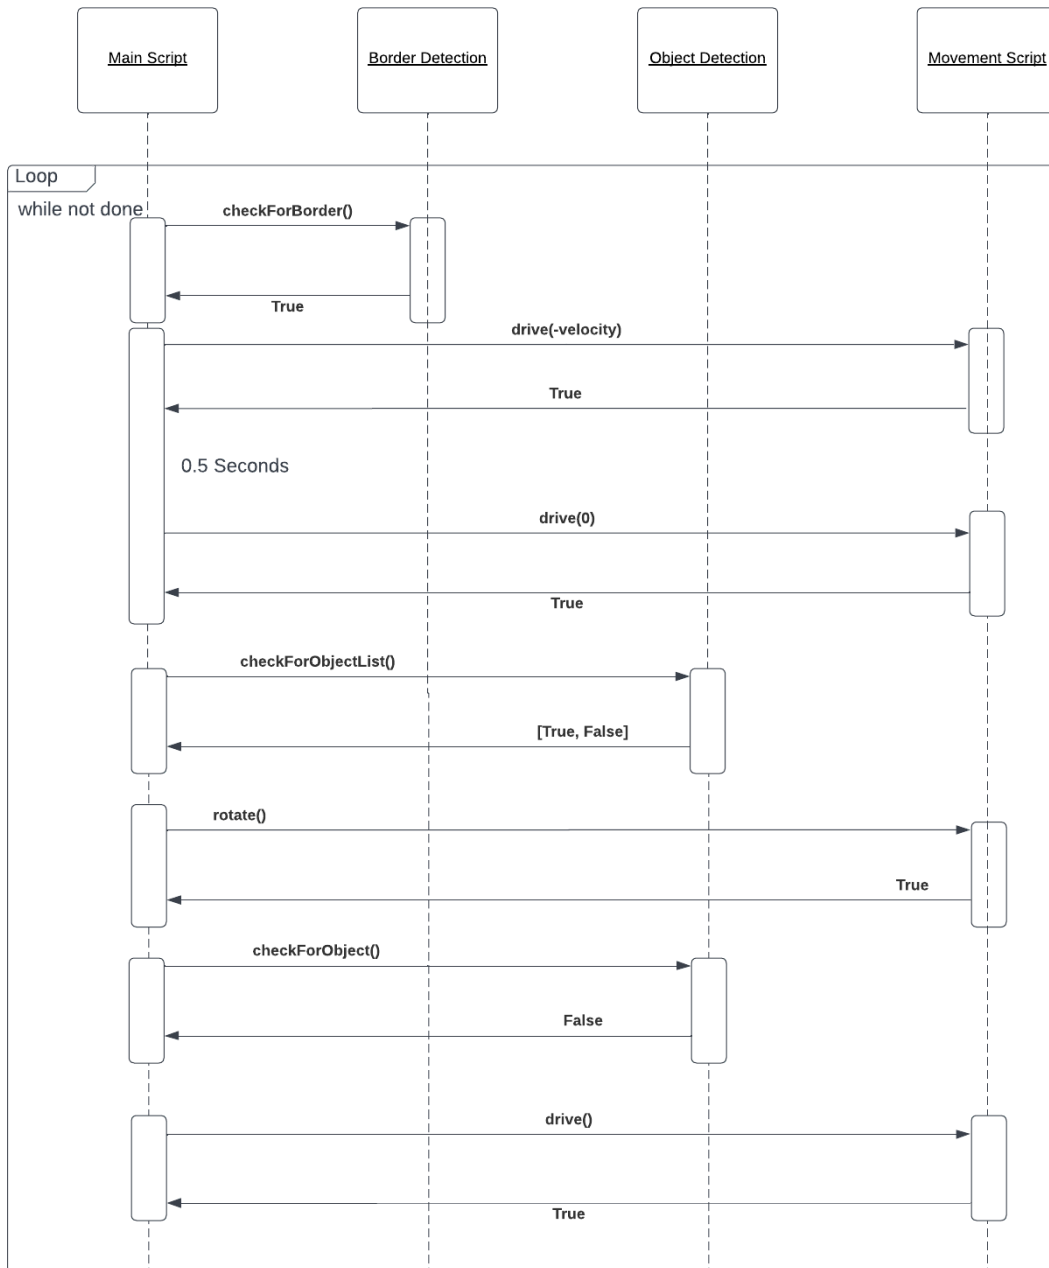 Main Script
Border Detection
Object Detection
Movement Script
Loop
while not done
checkForBorder()
True
drive(-velocity)
True
0.5 Seconds
drive(0)
True
checkForObjectList()
[True, False]
rotate()
True
checkForObject()
False
drive()
True